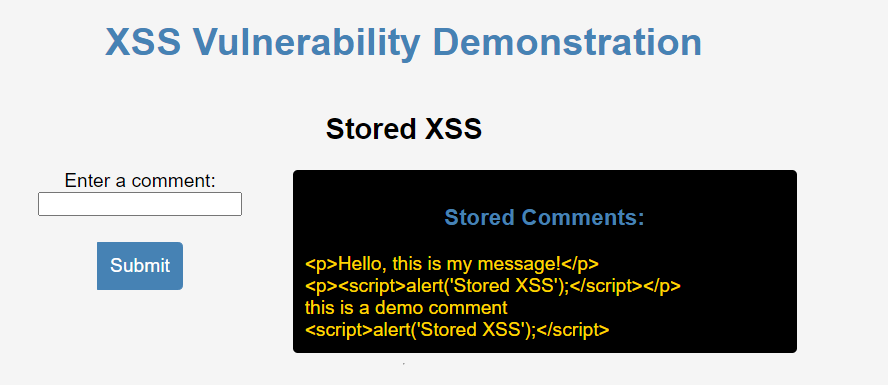 XSS Vulnerability Demonstration
Stored XSS
Enter a comment:
Submit
Stored Comments:
<p>Hello, this is my message!</p>
<p><script>alert('Stored XSS');</script></p>
this is a demo comment
<script>alert('Stored XSS');</script>